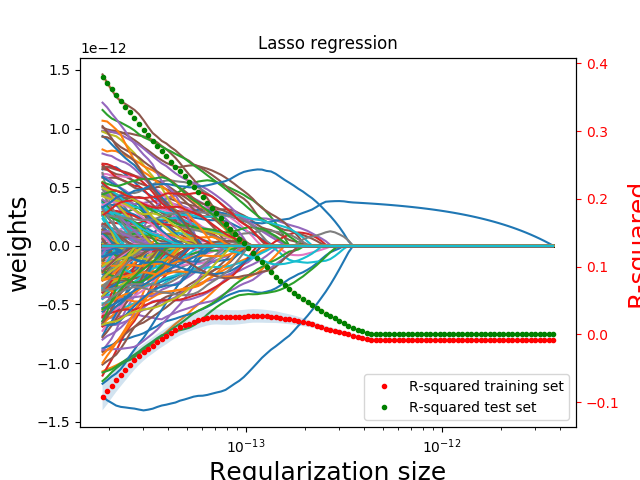 Lasso regression
1e−12
1.5
1.0
0.5
0.0
−0.5
−1.0
−1.5
weights
0.4
0.3
0.2
0.1
0.0
−0.1
R-squared
R-squared training set
R-squared test set
10⁻¹³
10⁻¹²
Regularization size